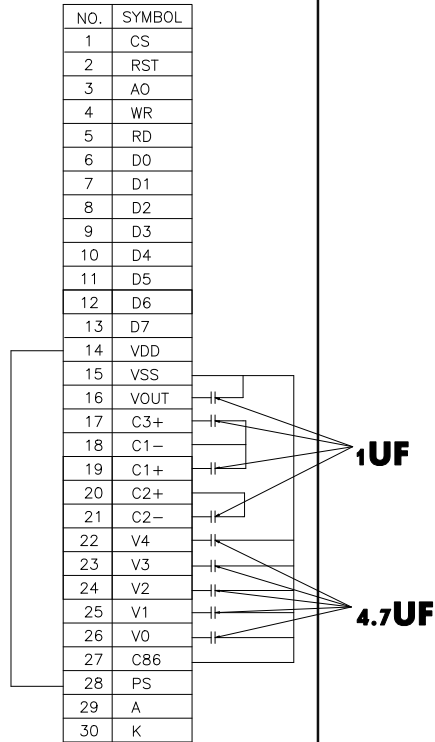 NO. SYMBOL
1 CS
2 RST
3 AO
4 WR
5 RD
6 D0
7 D1
8 D2
9 D3
10 D4
11 D5
12 D6
13 D7
14 VDD
15 VSS
16 VOUT
17 C3+
18 C1-
19 C1+
20 C2+
21 C2-
22 V4
23 V3
24 V2
25 V1
26 V0
27 C86
28 PS
29 A
30 K
1UF
4.7UF